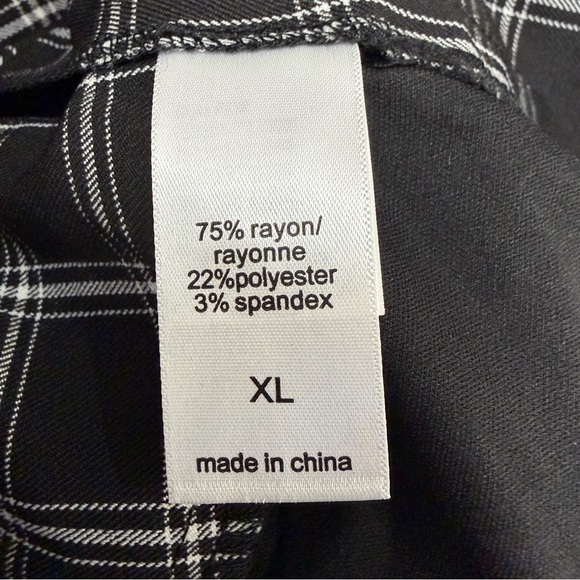 75% rayon/
rayonne
22%polyester
3% spandex
XL
made in china